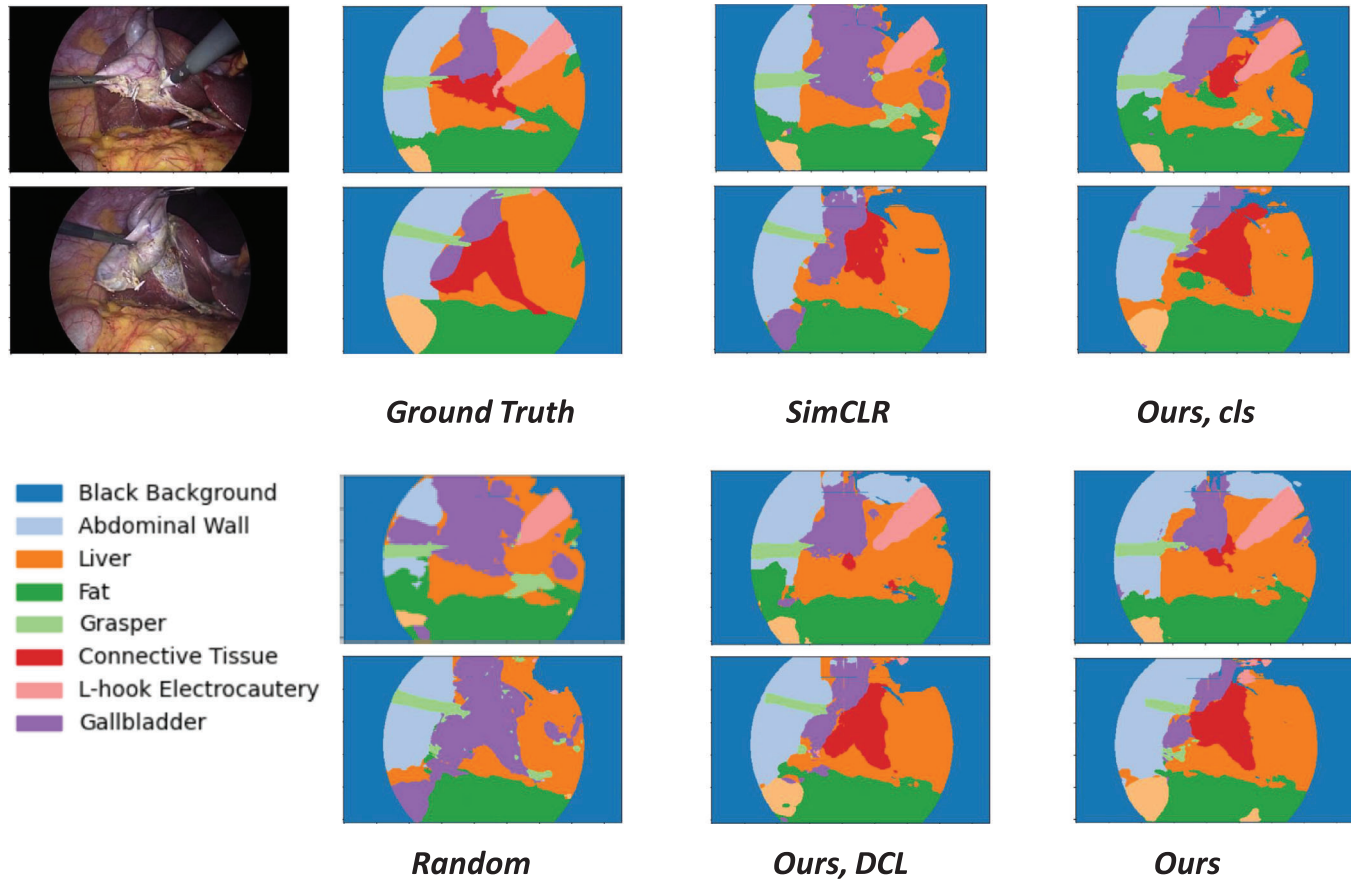 Ground Truth
SimCLR
Ours, cls
Black Background
Abdominal Wall
Liver
Fat
Grasper
Connective Tissue
L-hook Electrocautery
Gallbladder
Random
Ours, DCL
Ours